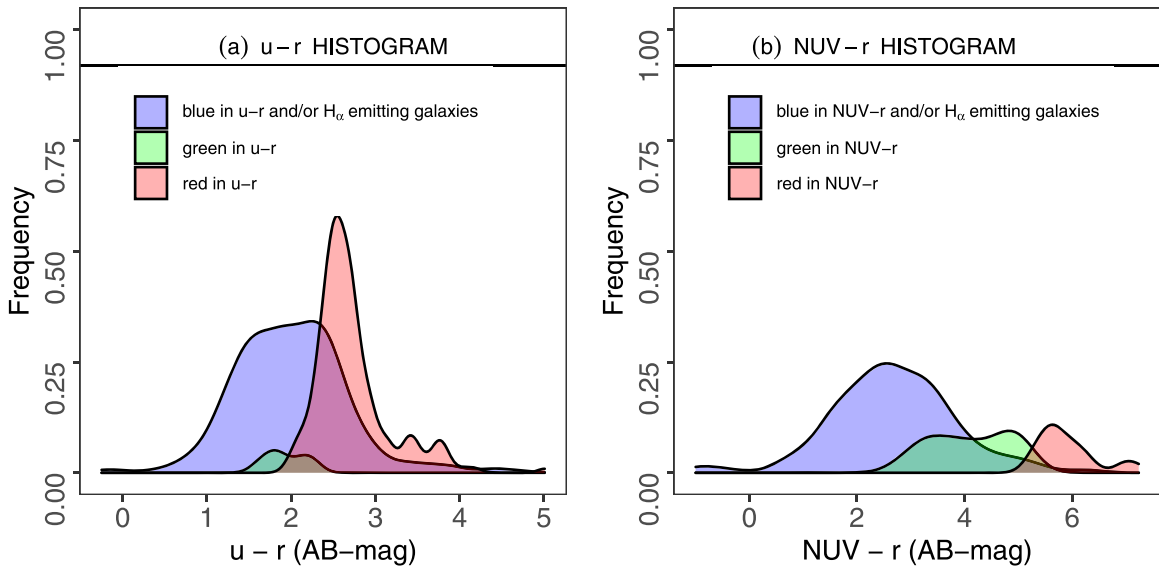 (a) u−r HISTOGRAM
blue in u−r and/or Hα emitting galaxies
green in u−r
red in u−r
Frequency
1.00
0.75
0.50
0.25
0.00
0 1 2 3 4 5
u − r (AB−mag)
(b) NUV−r HISTOGRAM
blue in NUV−r and/or Hα emitting galaxies
green in NUV−r
red in NUV−r
Frequency
1.00
0.75
0.50
0.25
0.00
0 2 4 6
NUV − r (AB−mag)